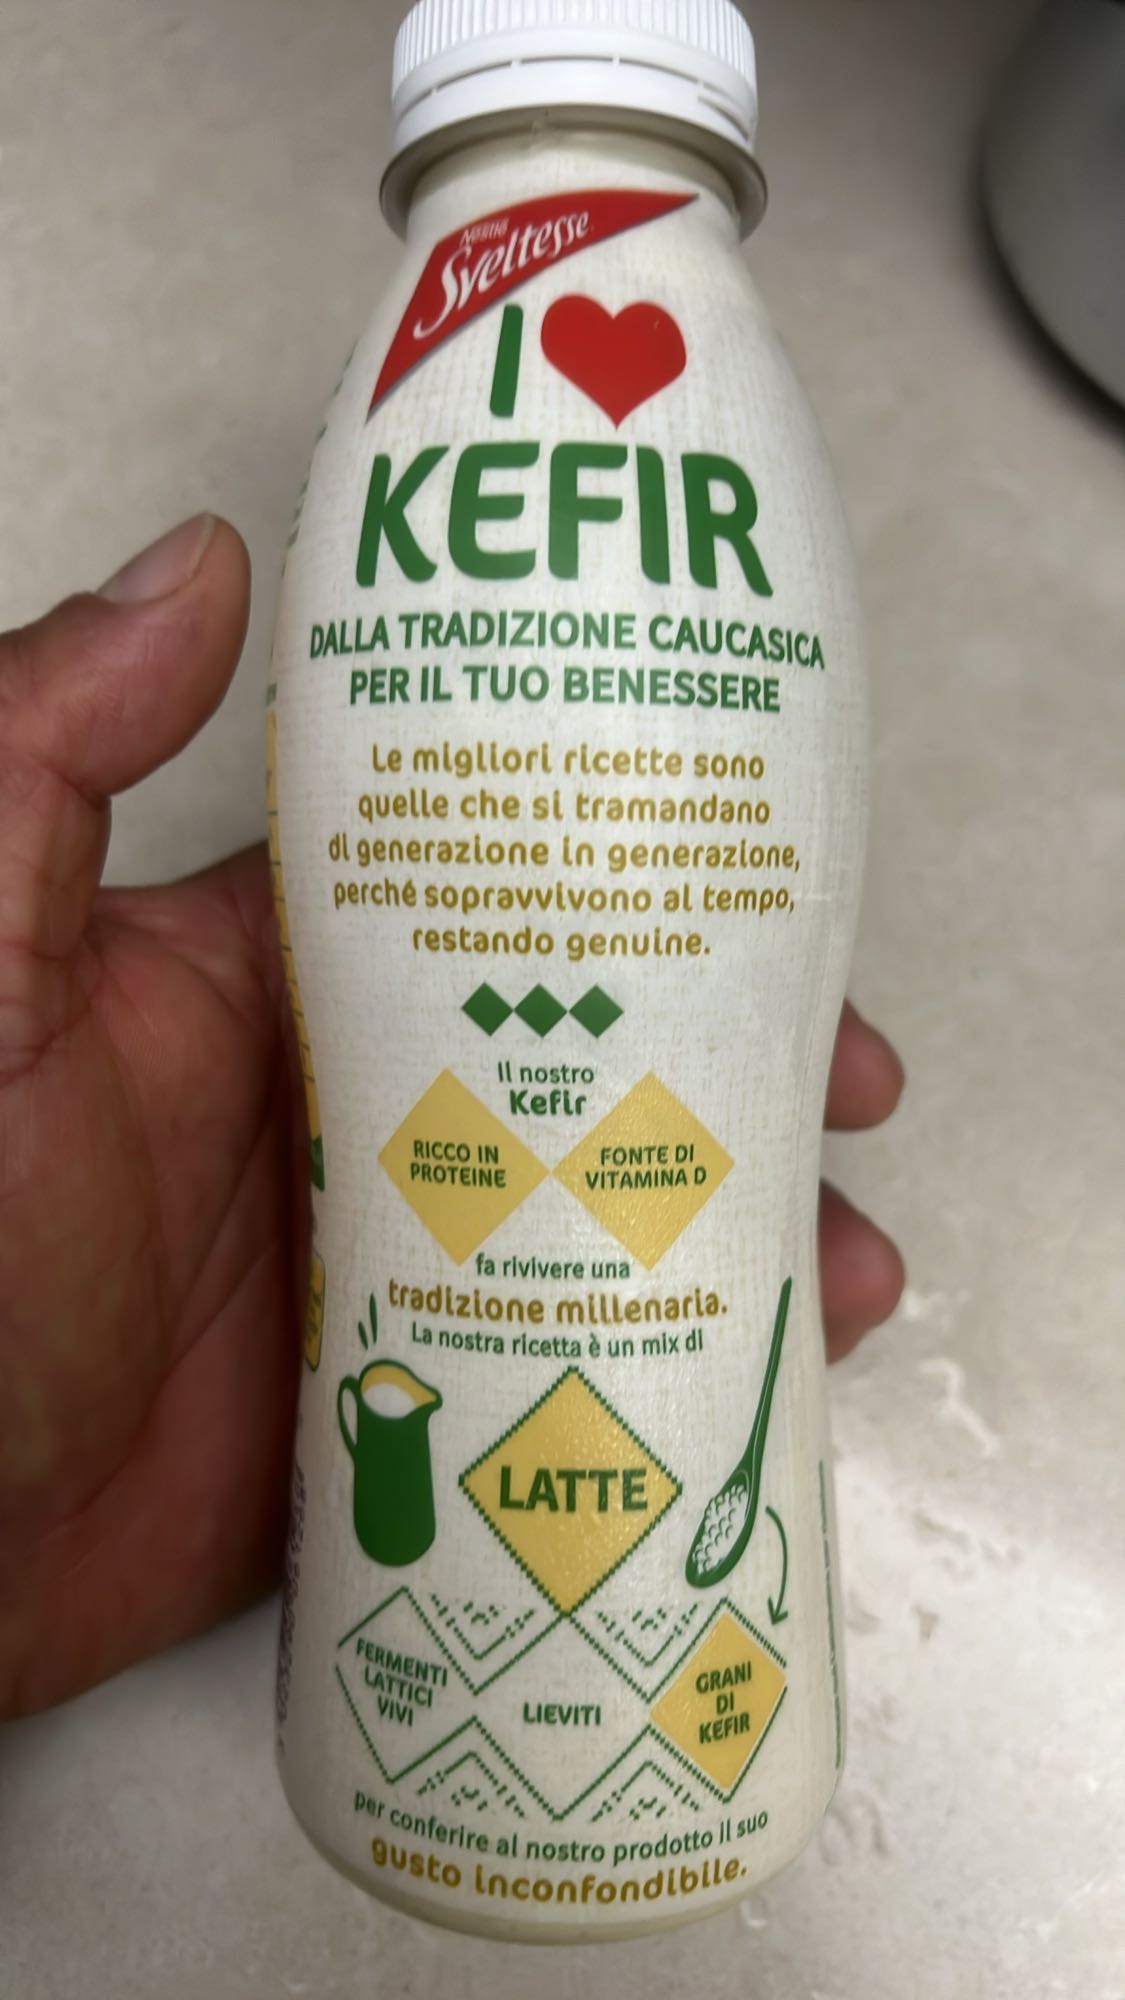 Nestlé
Sveltesse
I
KEFIR
DALLA TRADIZIONE CAUCASICA
PER IL TUO BENESSERE
Le migliori ricette sono
quelle che si tramandano
di generazione in generazione,
perché sopravvivono al tempo,
restando genuine.
Il nostro
Kefir
RICCO IN
PROTEINE
FONTE DI
VITAMINA D
fa rivivere una
tradizione millenaria.
La nostra ricetta è un mix di
LATTE
FERMENTI
LATTICI
VIVI
LIEVITI
GRANI
DI
KEFIR
per conferire al nostro prodotto il suo
gusto inconfondibile.